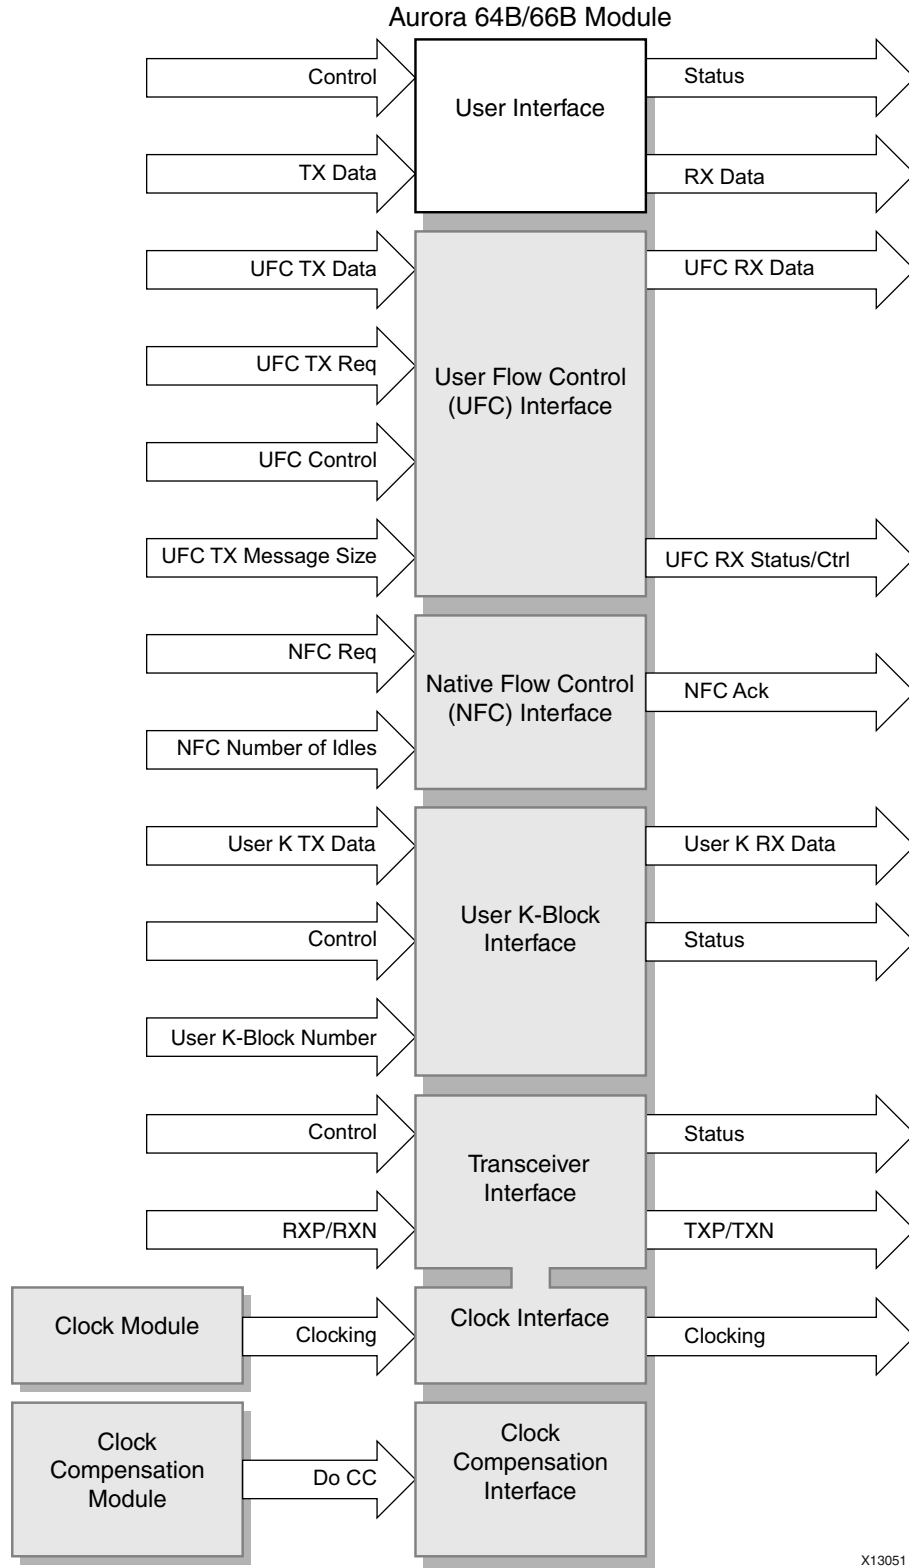 Aurora 64B/66B Module
Control
User Interface
Status
TX Data
RX Data
UFC TX Data
UFC RX Data
UFC TX Req
User Flow Control
(UFC) Interface
UFC Control
UFC TX Message Size
UFC RX Status/Ctrl
NFC Req
Native Flow Control
(NFC) Interface
NFC Ack
NFC Number of Idles
User K TX Data
User K RX Data
User K-Block
Interface
Control
Status
User K-Block Number
Control
Status
Transceiver
Interface
RXP/RXN
TXP/TXN
Clock Module
Clocking
Clock Interface
Clocking
Clock
Compensation
Module
Do CC
Clock
Compensation
Interface
X13051